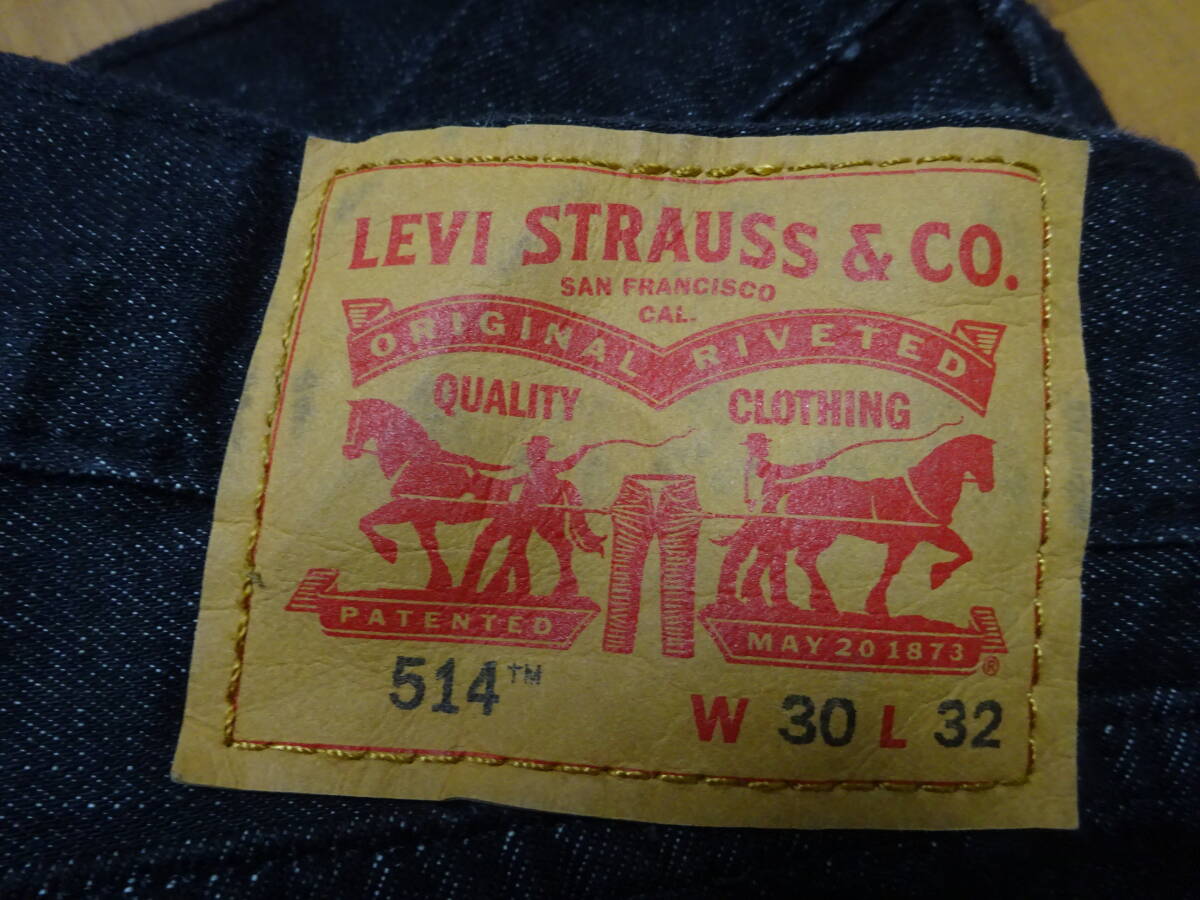 LEVI STRAUSS & CO.
SAN FRANCISCO
CAL.
ORIGINAL RIVETED
QUALITY CLOTHING
PATENTED MAY 20 1873 ®
514™
W 30 L 32